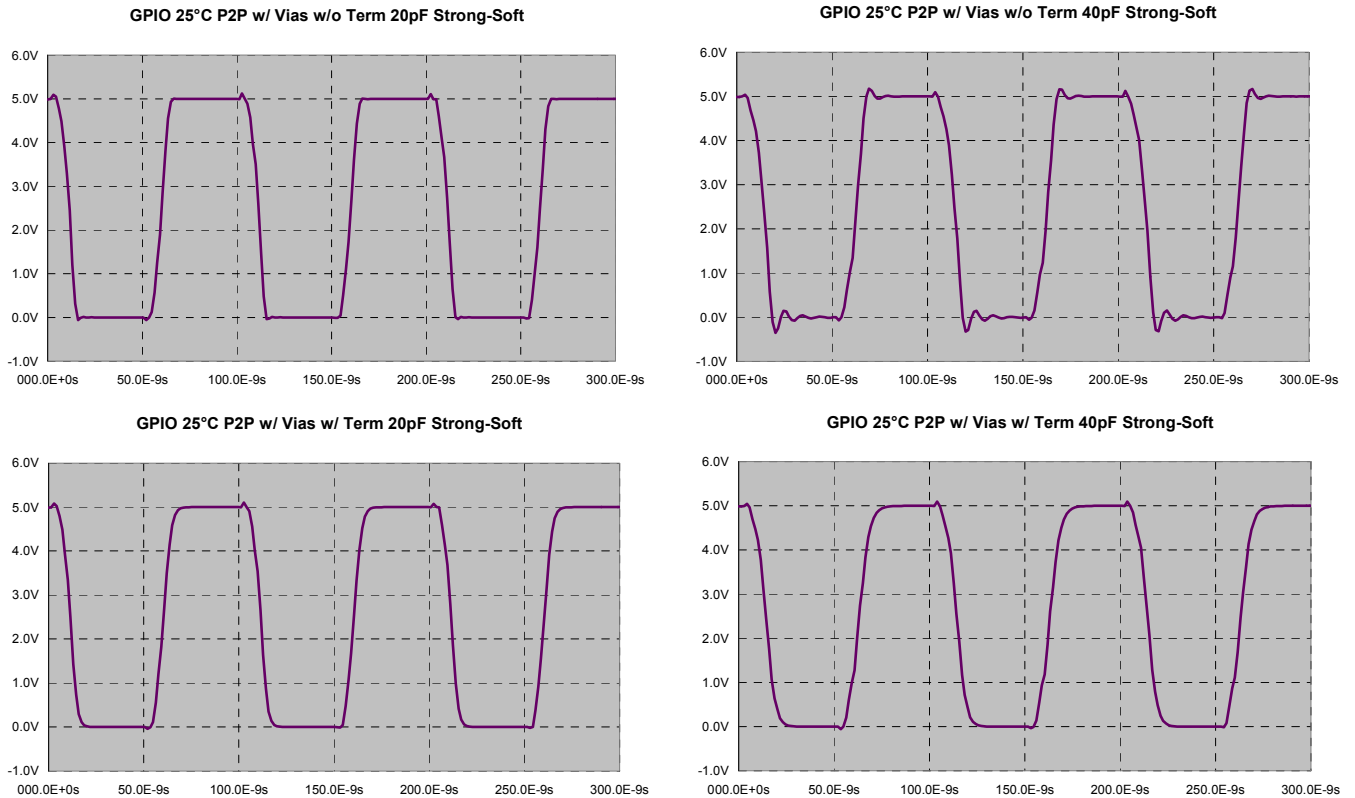 GPIO 25°C P2P w/ Vias w/o Term 20pF Strong-Soft
6.0V
5.0V
4.0V
3.0V
2.0V
1.0V
0.0V
-1.0V
000.0E+0s 50.0E-9s 100.0E-9s 150.0E-9s 200.0E-9s 250.0E-9s 300.0E-9s
GPIO 25°C P2P w/ Vias w/o Term 40pF Strong-Soft
6.0V
5.0V
4.0V
3.0V
2.0V
1.0V
0.0V
-1.0V
000.0E+0s 50.0E-9s 100.0E-9s 150.0E-9s 200.0E-9s 250.0E-9s 300.0E-9s
GPIO 25°C P2P w/ Vias w/ Term 20pF Strong-Soft
6.0V
5.0V
4.0V
3.0V
2.0V
1.0V
0.0V
-1.0V
000.0E+0s 50.0E-9s 100.0E-9s 150.0E-9s 200.0E-9s 250.0E-9s 300.0E-9s
GPIO 25°C P2P w/ Vias w/ Term 40pF Strong-Soft
6.0V
5.0V
4.0V
3.0V
2.0V
1.0V
0.0V
-1.0V
000.0E+0s 50.0E-9s 100.0E-9s 150.0E-9s 200.0E-9s 250.0E-9s 300.0E-9s